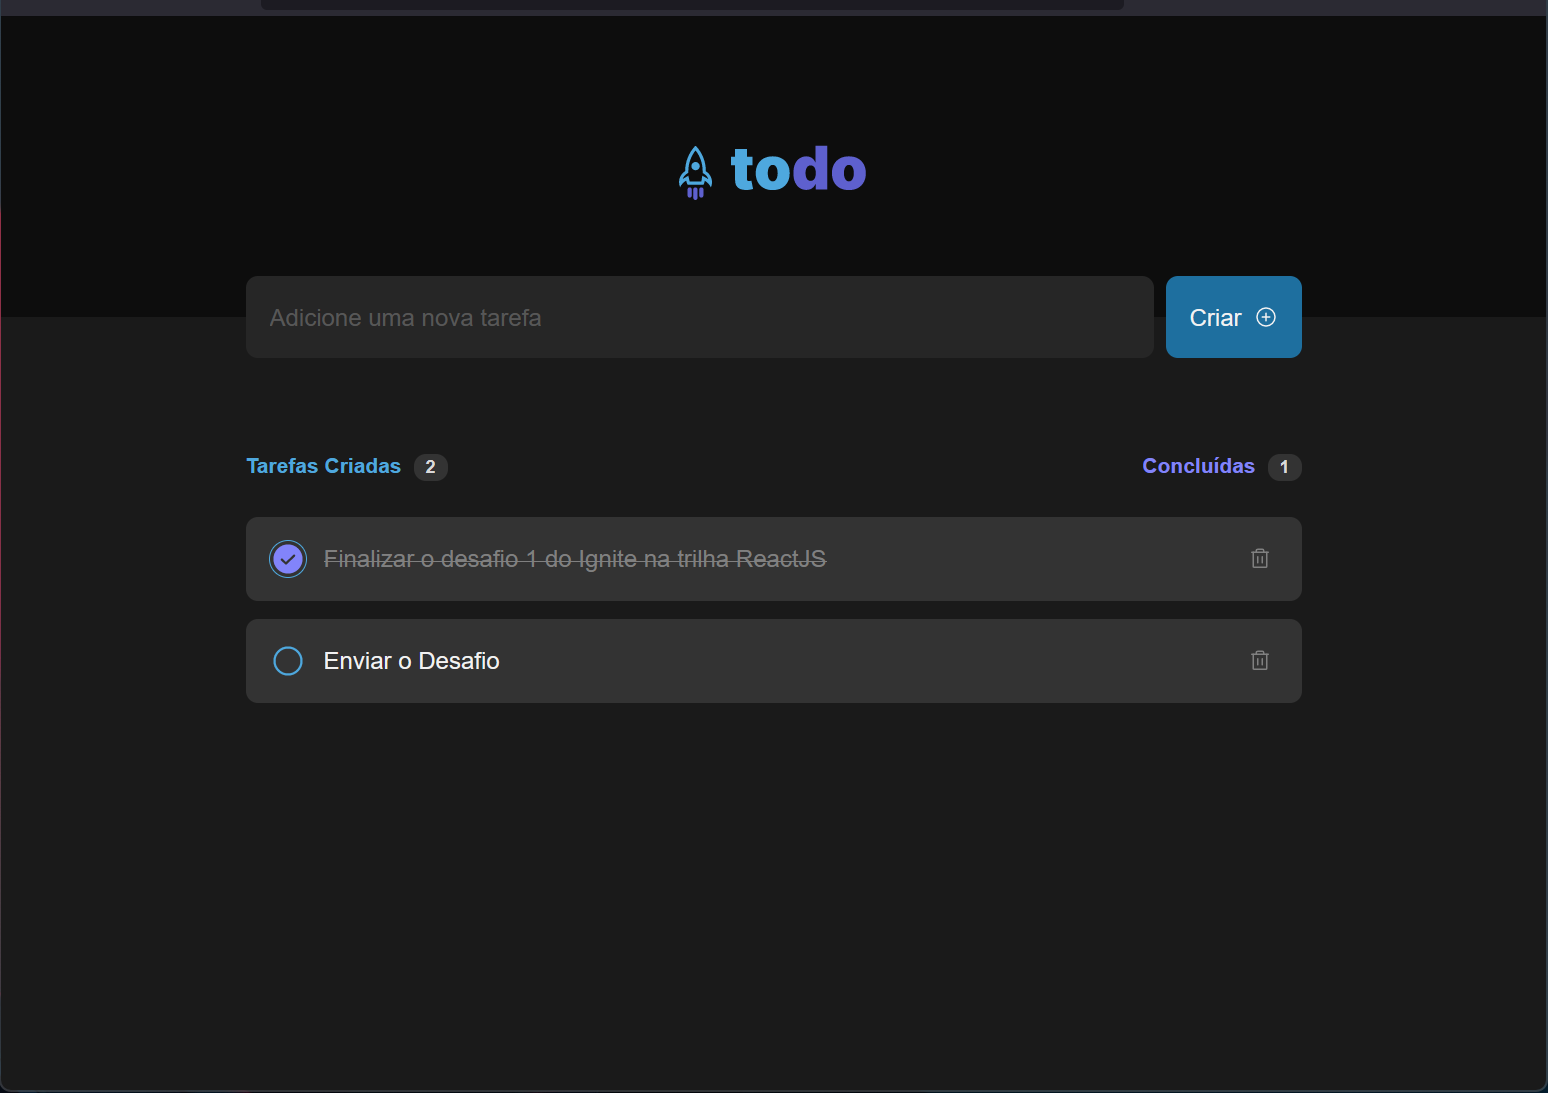 todo
Adicione uma nova tarefa
Criar
Tarefas Criadas 2
Concluídas 1
Finalizar o desafio 1 do Ignite na trilha ReactJS
Enviar o Desafio